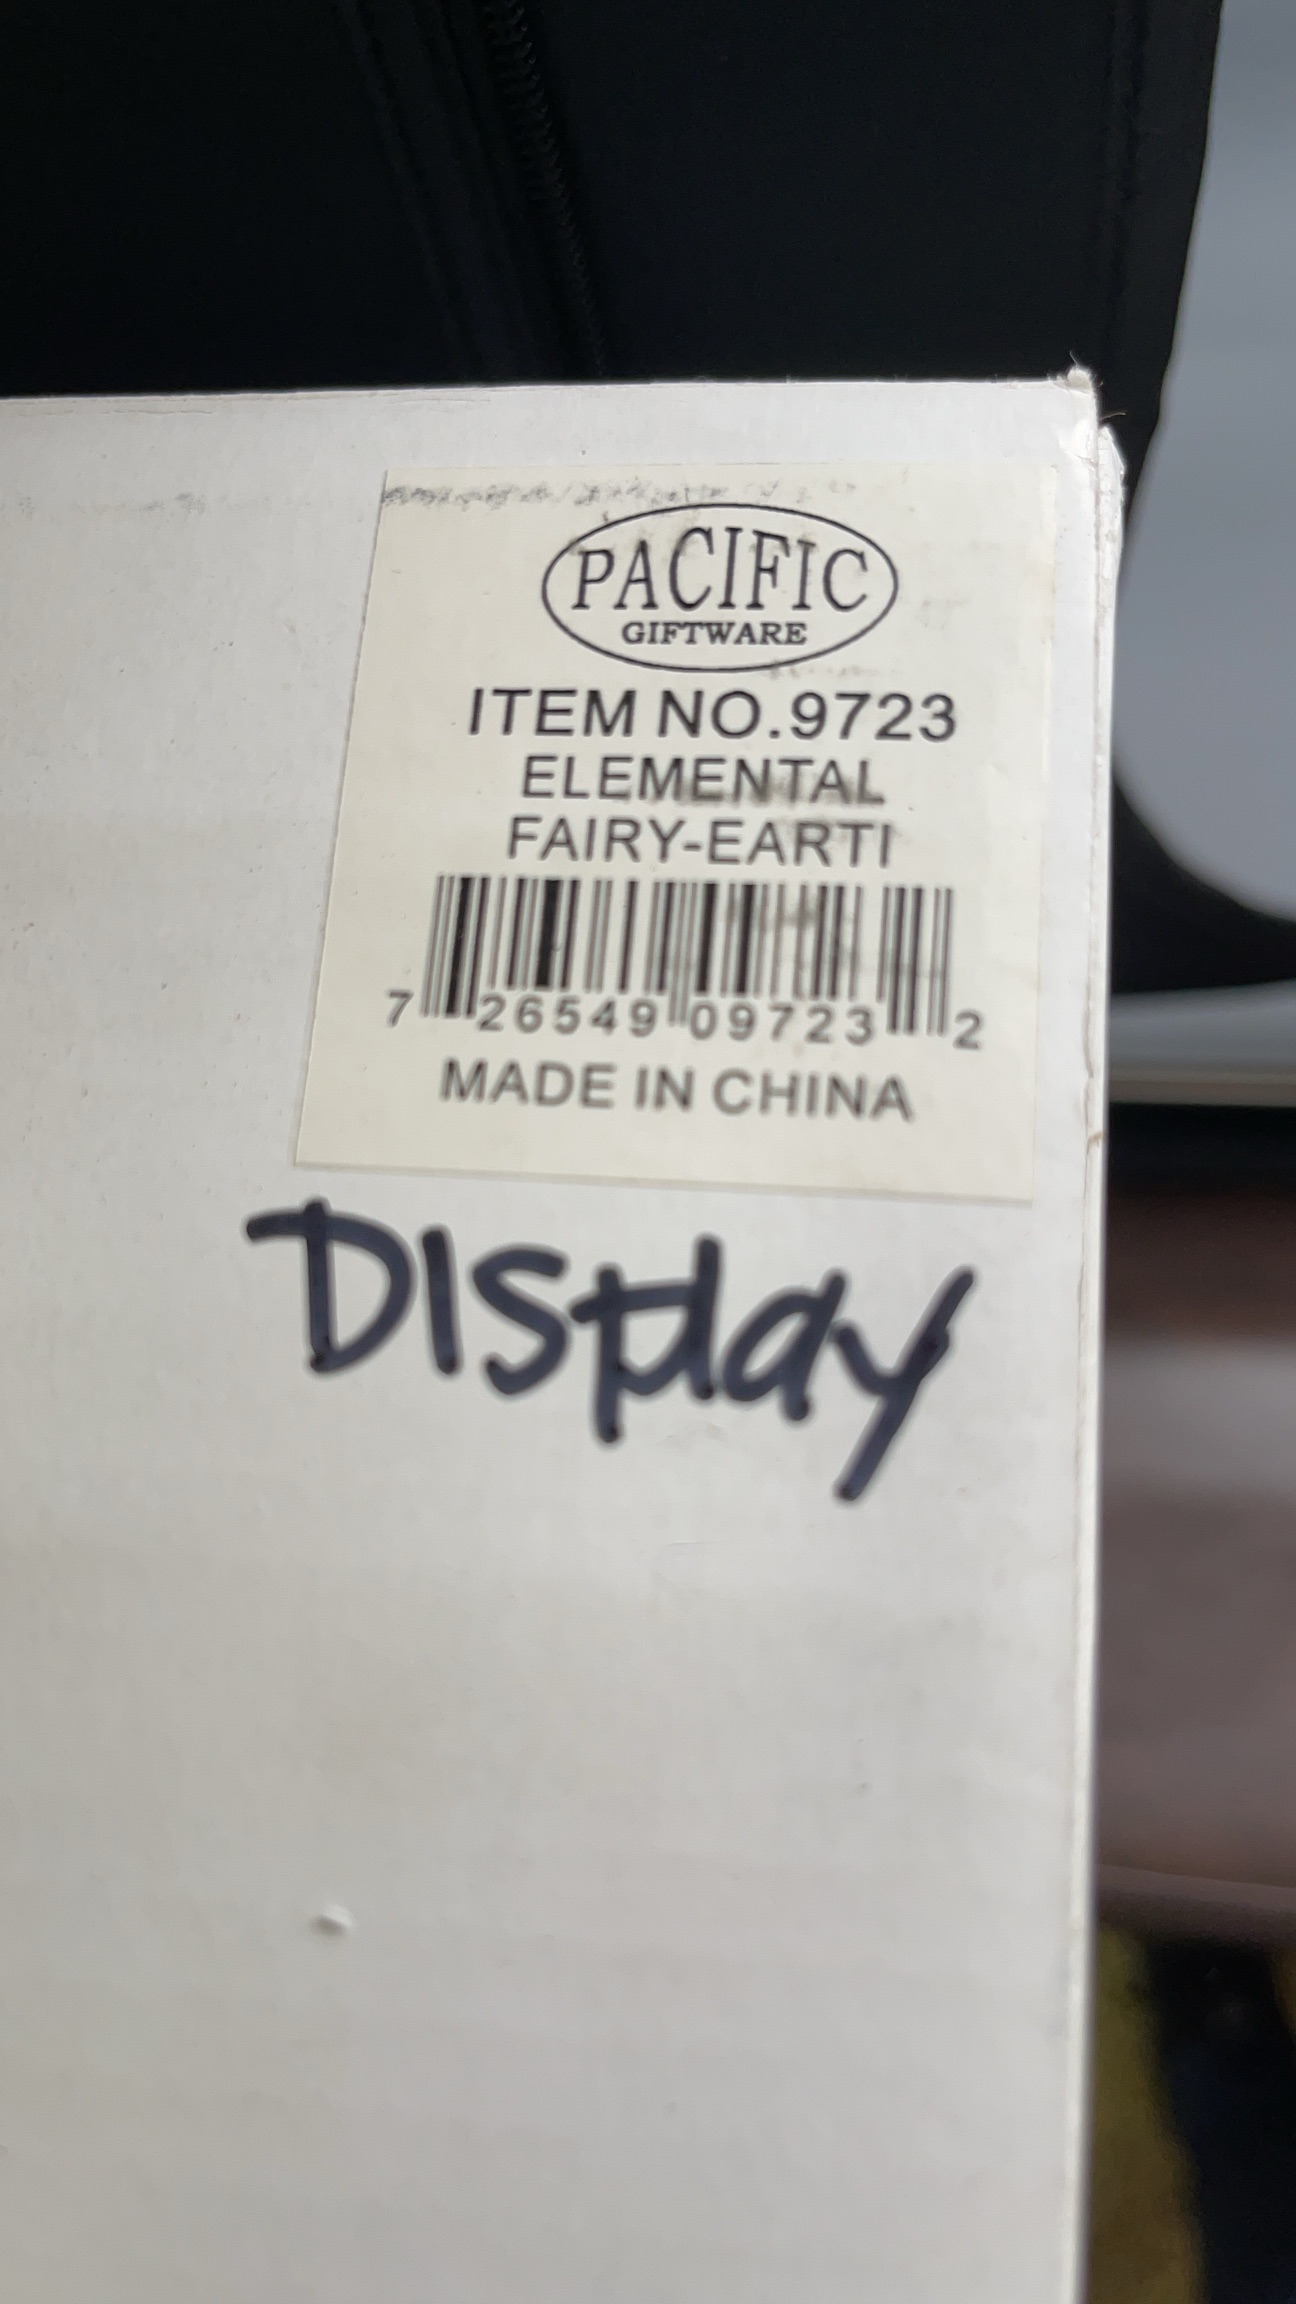 PACIFIC
GIFTWARE
ITEM NO.9723
ELEMENTAL
FAIRY-EARTI
7 26549 09723 2
MADE IN CHINA
DISplay